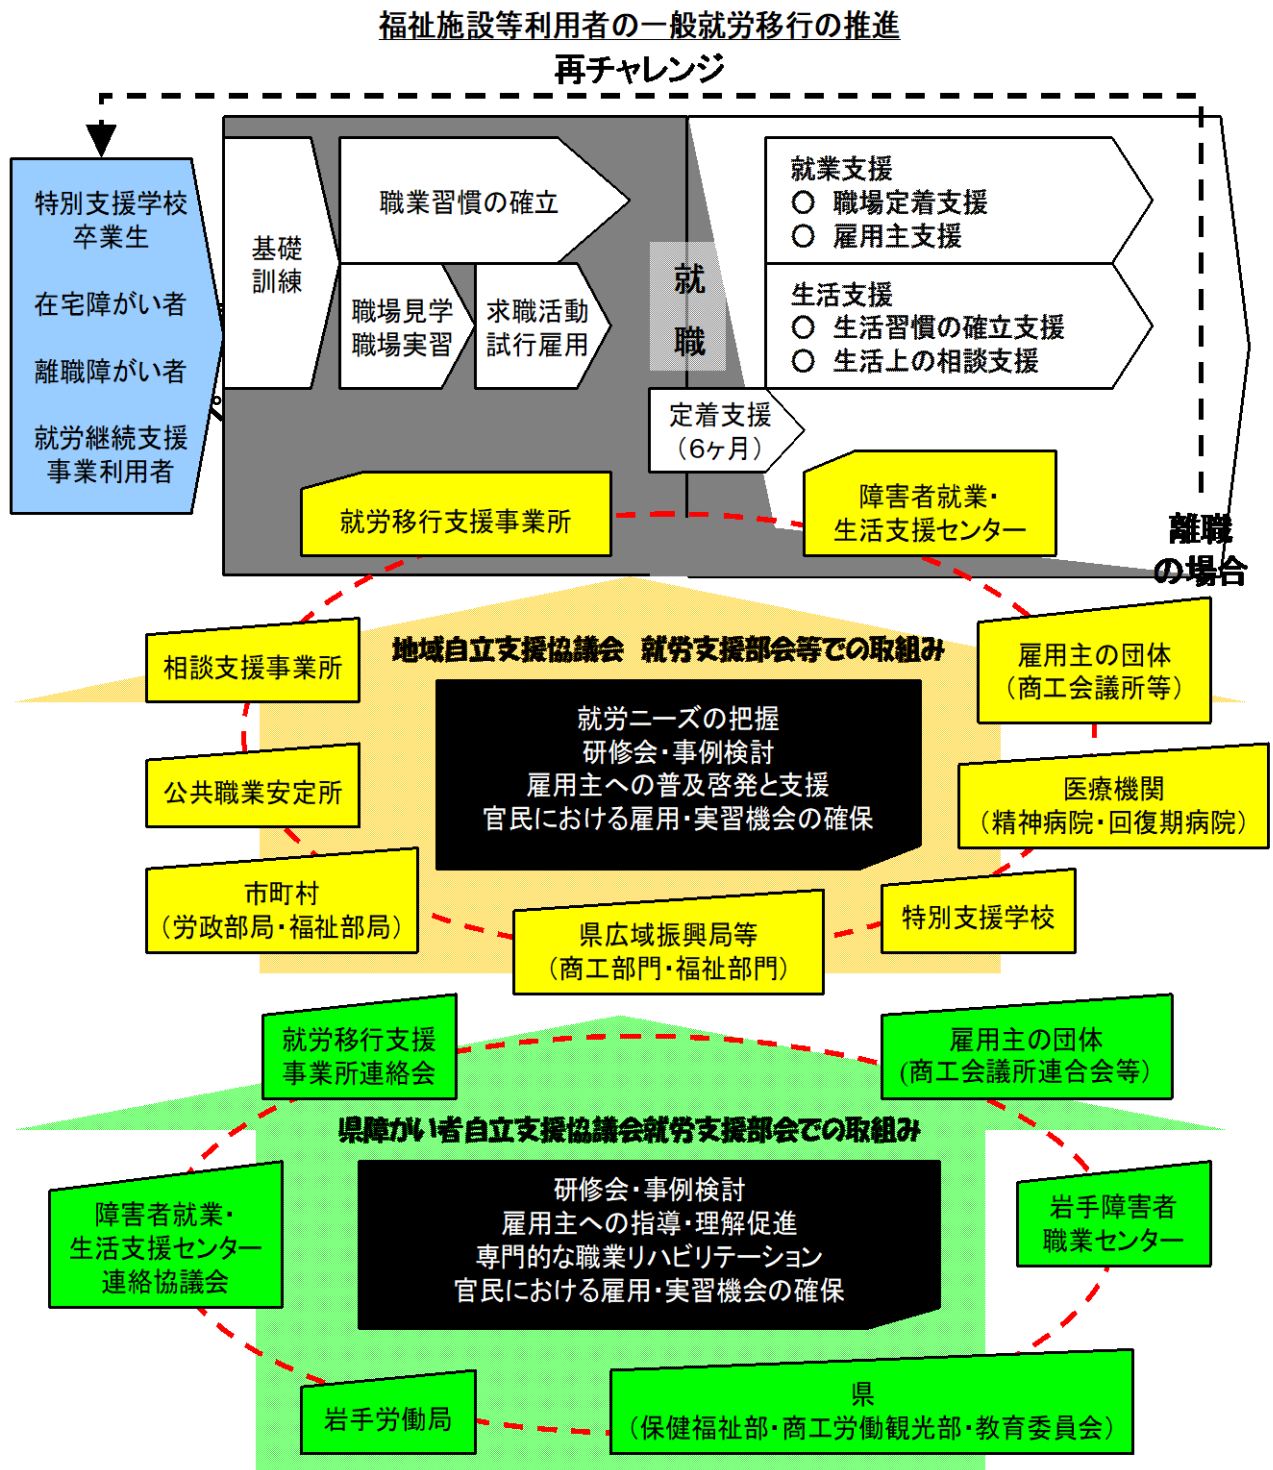 福祉施設等利用者の一般就労移行の推進
再チャレンジ
特別支援学校
卒業生
在宅障がい者
離職障がい者
就労継続支援
事業利用者
基礎
訓練
職業習慣の確立
職場見学
職場実習
求職活動
試行雇用
就
職
就業支援
○ 職場定着支援
○ 雇用主支援
生活支援
○ 生活習慣の確立支援
○ 生活上の相談支援
定着支援
（6ヶ月）
離職
の場合
就労移行支援事業所
障害者就業・
生活支援センター
地域自立支援協議会 就労支援部会等での取組み
相談支援事業所
雇用主の団体
（商工会議所等）
就労ニーズの把握
研修会・事例検討
雇用主への普及啓発と支援
官民における雇用・実習機会の確保
公共職業安定所
医療機関
（精神病院・回復期病院）
市町村
（労政部局・福祉部局）
県広域振興局等
（商工部門・福祉部門）
特別支援学校
就労移行支援
事業所連絡会
雇用主の団体
（商工会議所連合会等）
県障がい者自立支援協議会就労支援部会での取組み
研修会・事例検討
雇用主への指導・理解促進
専門的な職業リハビリテーション
官民における雇用・実習機会の確保
障害者就業・
生活支援センター
連絡協議会
岩手障害者
職業センター
岩手労働局
県
（保健福祉部・商工労働観光部・教育委員会）